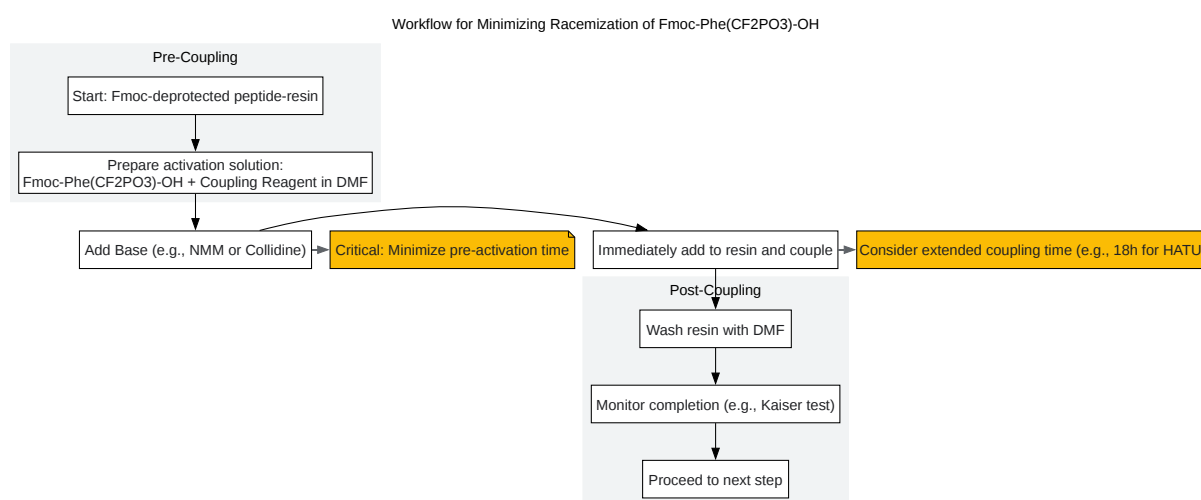 Workflow for Minimizing Racemization of Fmoc-Phe(CF2PO3)-OH
Pre-Coupling
Start: Fmoc-deprotected peptide-resin
Prepare activation solution:
Fmoc-Phe(CF2PO3)-OH + Coupling Reagent in DMF
Add Base (e.g., NMM or Collidine)
Critical: Minimize pre-activation time
Immediately add to resin and couple
Consider extended coupling time (e.g., 18h for HATU
Post-Coupling
Wash resin with DMF
Monitor completion (e.g., Kaiser test)
Proceed to next step